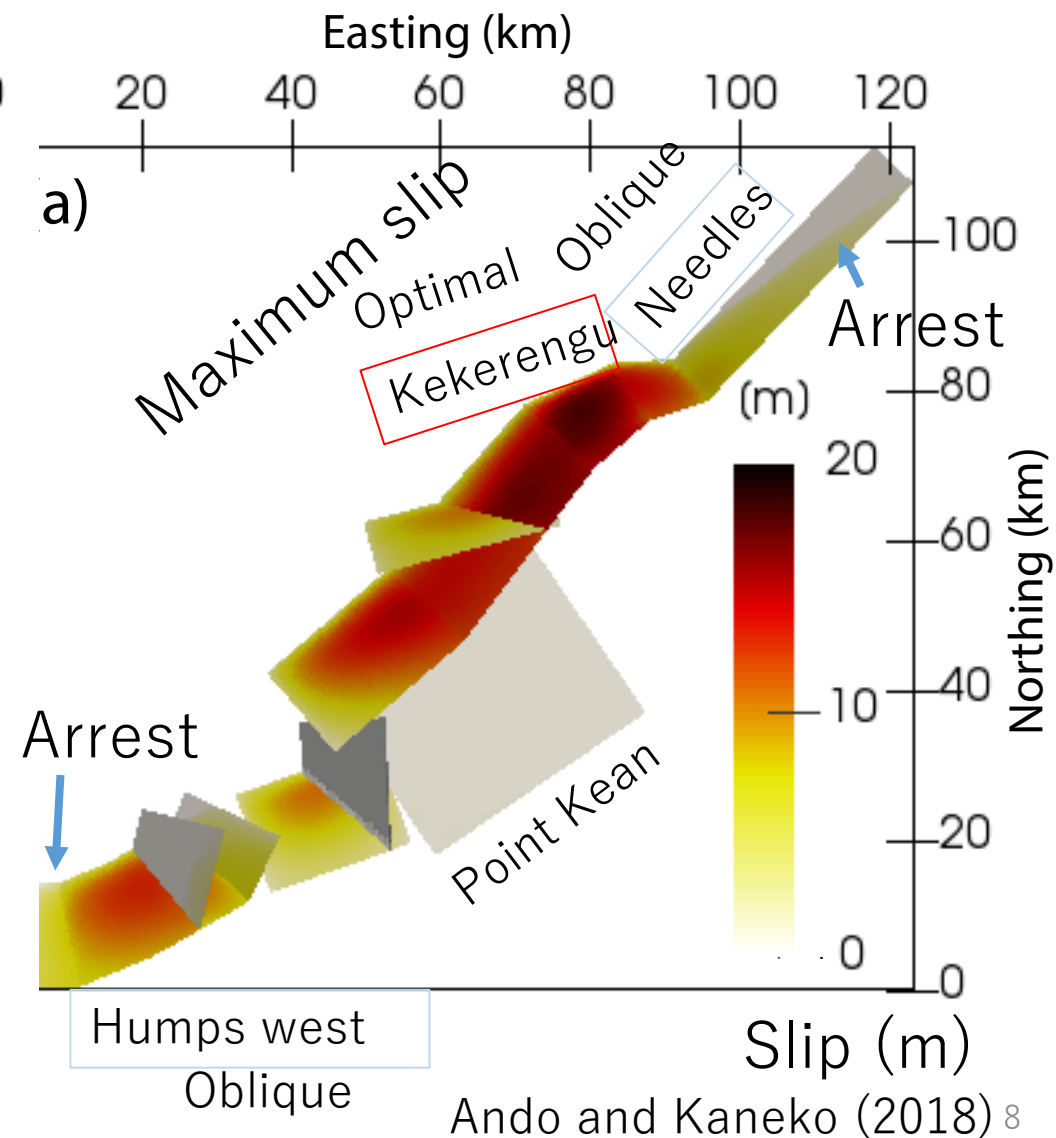 Easting (km)
0 20 40 60 80 100 120
a)
Maximum slip
Optimal
Oblique
Kekerengu
Needles
100
Arrest
80
(m)
20
60
Northing (km)
40
10
Arrest
20
Point Kean
0
0
Humps west
Oblique
Slip (m)
Ando and Kaneko (2018) 8